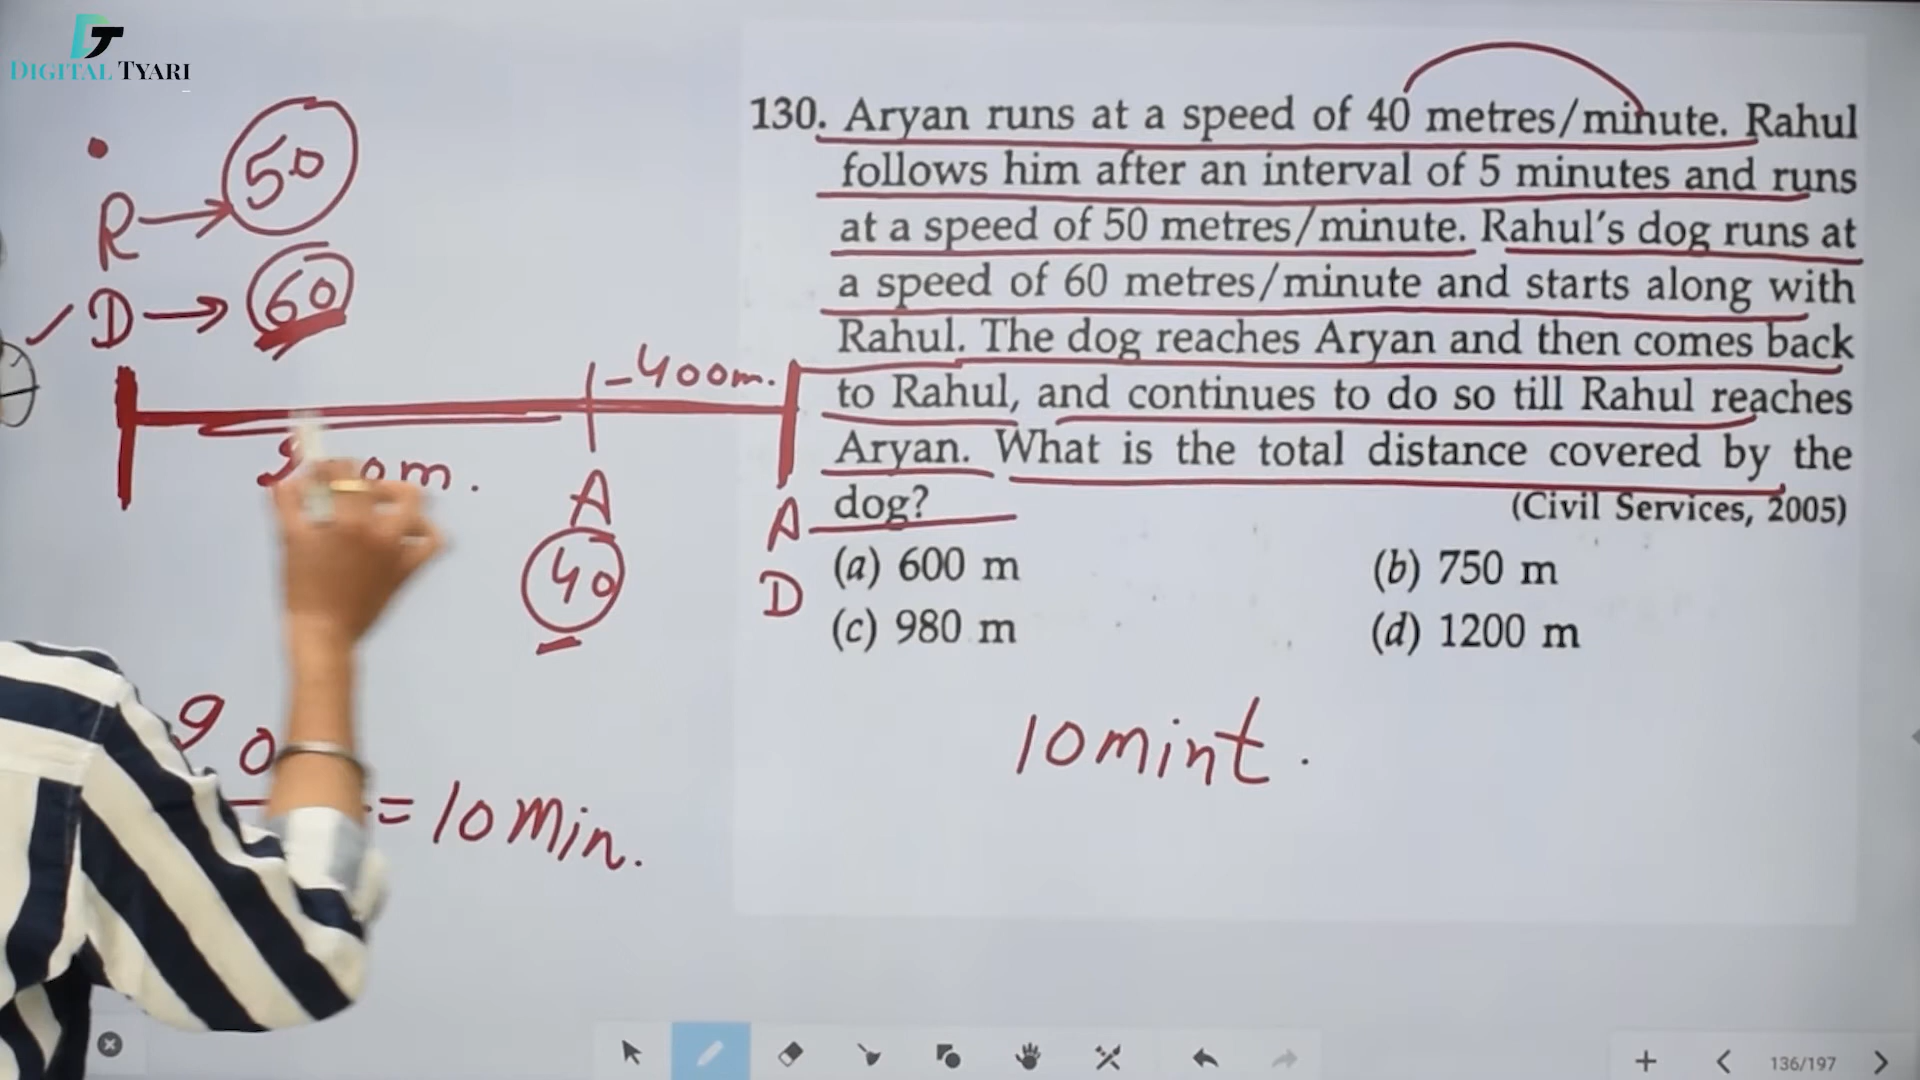 DIGITAL TYARI
130. Aryan runs at a speed of 40 metres/minute. Rahul
follows him after an interval of 5 minutes and runs
at a speed of 50 metres/minute. Rahul's dog runs at
a speed of 60 metres/minute and starts along with
Rahul. The dog reaches Aryan and then comes back
to Rahul, and continues to do so till Rahul reaches
Aryan. What is the total distance covered by the
dog?
(Civil Services, 2005)
(a) 600 m
(b) 750 m
(c) 980 m
(d) 1200 m
R → 50
D → 60
400m.
A
40
A
D
= 10 Min.
10 mint.
136/197